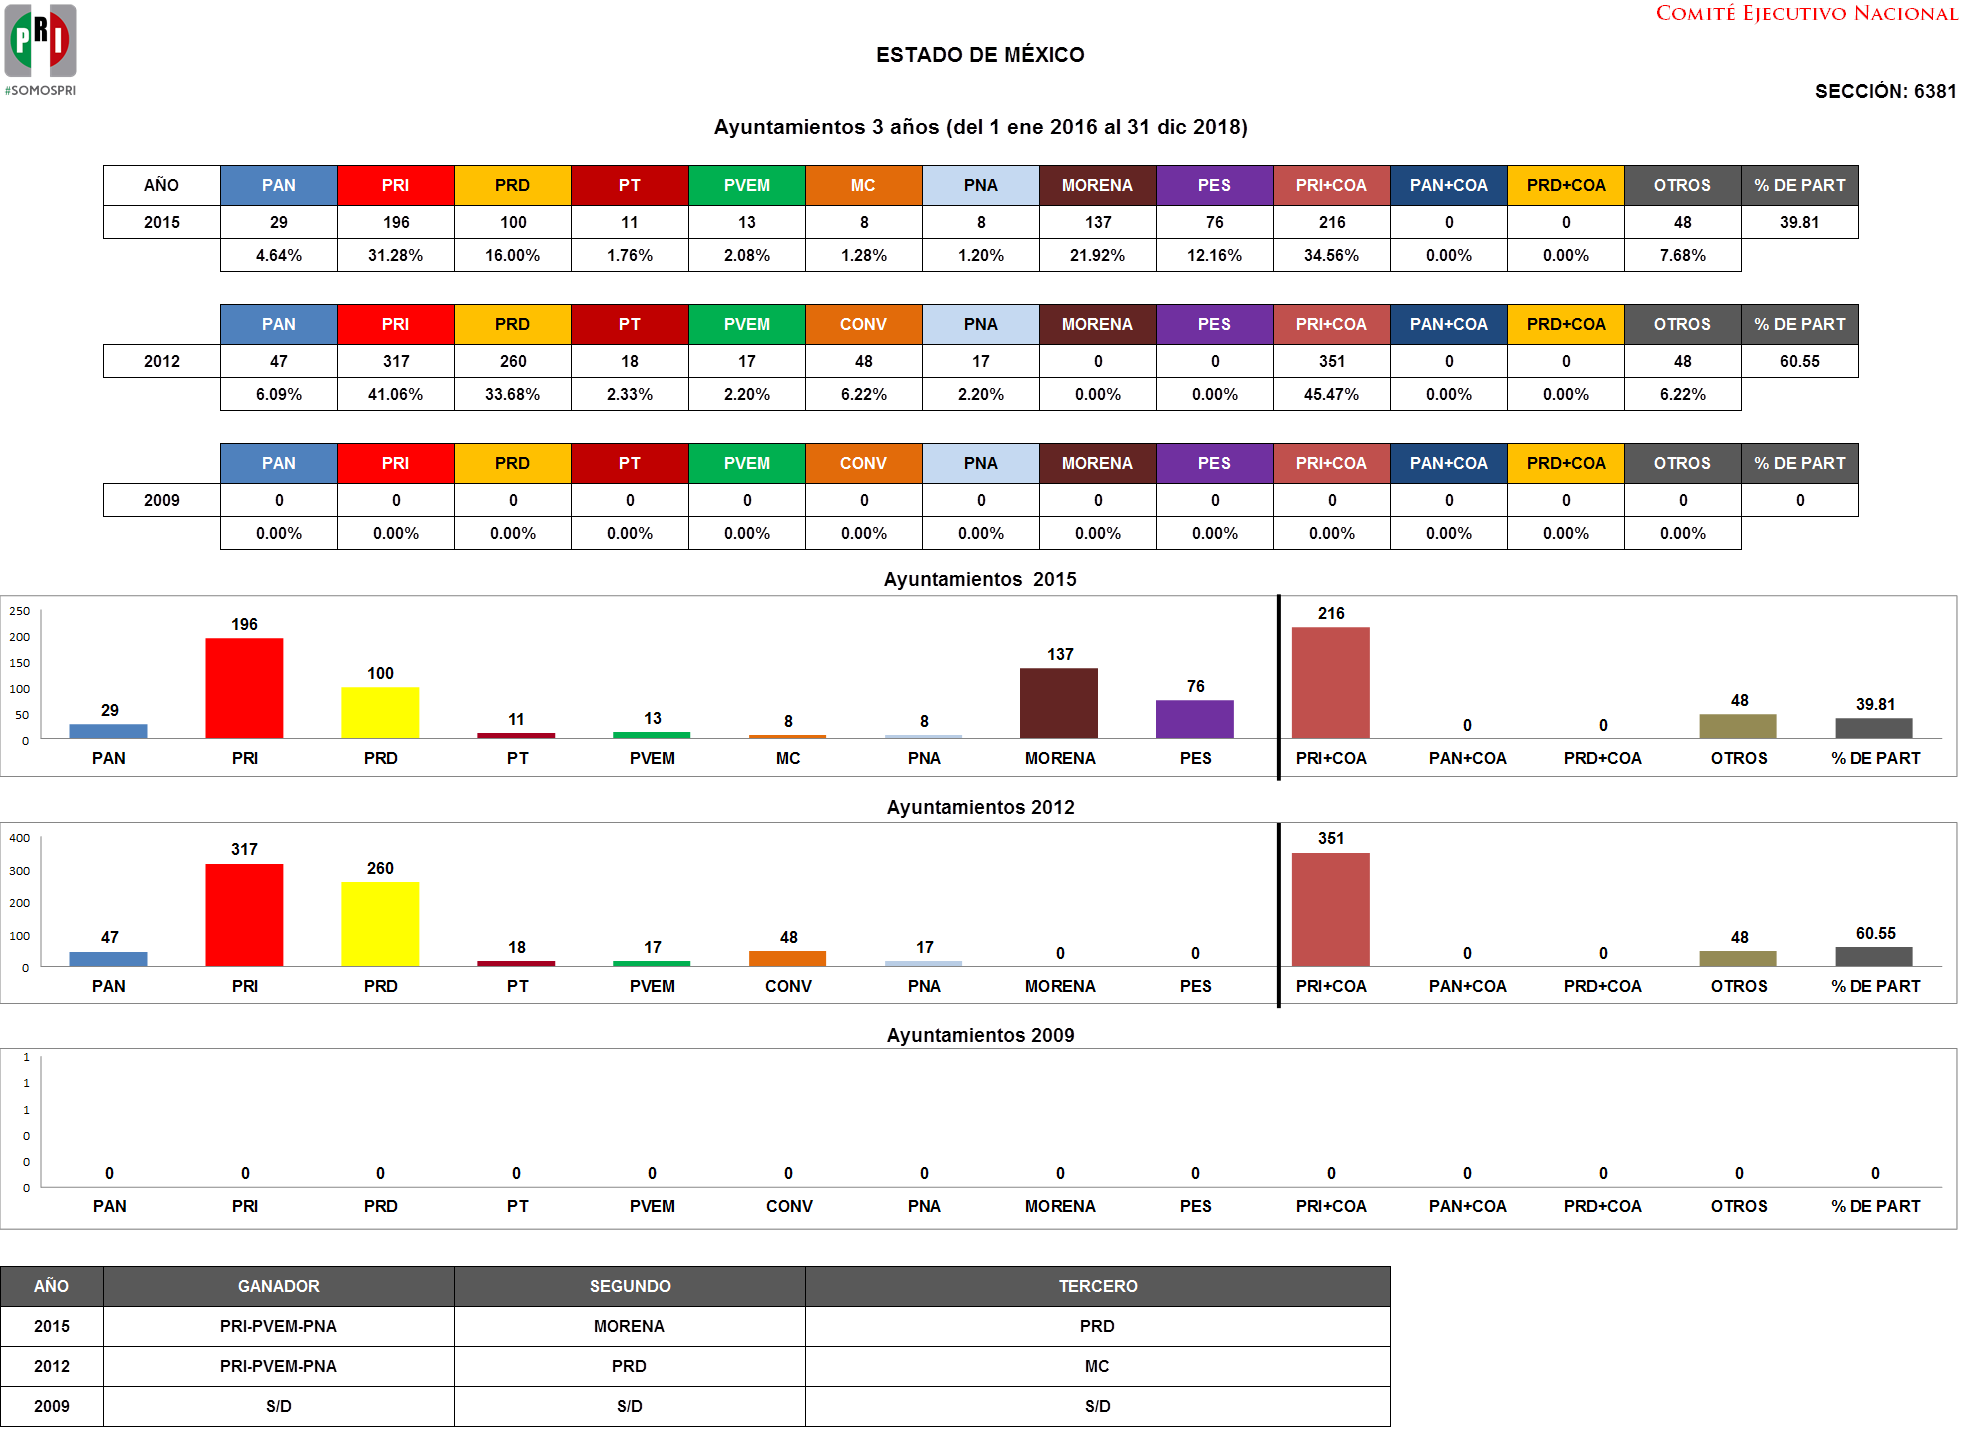 COMITÉ EJECUTIVO NACIONAL
PRI
#SOMOSPRI
ESTADO DE MÉXICO
SECCIÓN: 6381
Ayuntamientos 3 años (del 1 ene 2016 al 31 dic 2018)
AÑO PAN PRI PRD PT PVEM MC PNA MORENA PES PRI+COA PAN+COA PRD+COA OTROS % DE PART
2015 29 196 100 11 13 8 8 137 76 216 0 0 48 39.81
4.64% 31.28% 16.00% 1.76% 2.08% 1.28% 1.20% 21.92% 12.16% 34.56% 0.00% 0.00% 7.68%
PAN PRI PRD PT PVEM CONV PNA MORENA PES PRI+COA PAN+COA PRD+COA OTROS % DE PART
2012 47 317 260 18 17 48 17 0 0 351 0 0 48 60.55
6.09% 41.06% 33.68% 2.33% 2.20% 6.22% 2.20% 0.00% 0.00% 45.47% 0.00% 0.00% 6.22%
PAN PRI PRD PT PVEM CONV PNA MORENA PES PRI+COA PAN+COA PRD+COA OTROS % DE PART
2009 0 0 0 0 0 0 0 0 0 0 0 0 0 0
0.00% 0.00% 0.00% 0.00% 0.00% 0.00% 0.00% 0.00% 0.00% 0.00% 0.00% 0.00% 0.00%
Ayuntamientos 2015
250
200
150
100
50
0
29 196 100 11 13 8 8 137 76 216 0 0 48 39.81
PAN PRI PRD PT PVEM MC PNA MORENA PES PRI+COA PAN+COA PRD+COA OTROS % DE PART
Ayuntamientos 2012
400
300
200
100
0
47 317 260 18 17 48 17 0 0 351 0 0 48 60.55
PAN PRI PRD PT PVEM CONV PNA MORENA PES PRI+COA PAN+COA PRD+COA OTROS % DE PART
Ayuntamientos 2009
1
1
1
0
0
0
0 0 0 0 0 0 0 0 0 0 0 0 0 0
PAN PRI PRD PT PVEM CONV PNA MORENA PES PRI+COA PAN+COA PRD+COA OTROS % DE PART
AÑO GANADOR SEGUNDO TERCERO
2015 PRI-PVEM-PNA MORENA PRD
2012 PRI-PVEM-PNA PRD MC
2009 S/D S/D S/D